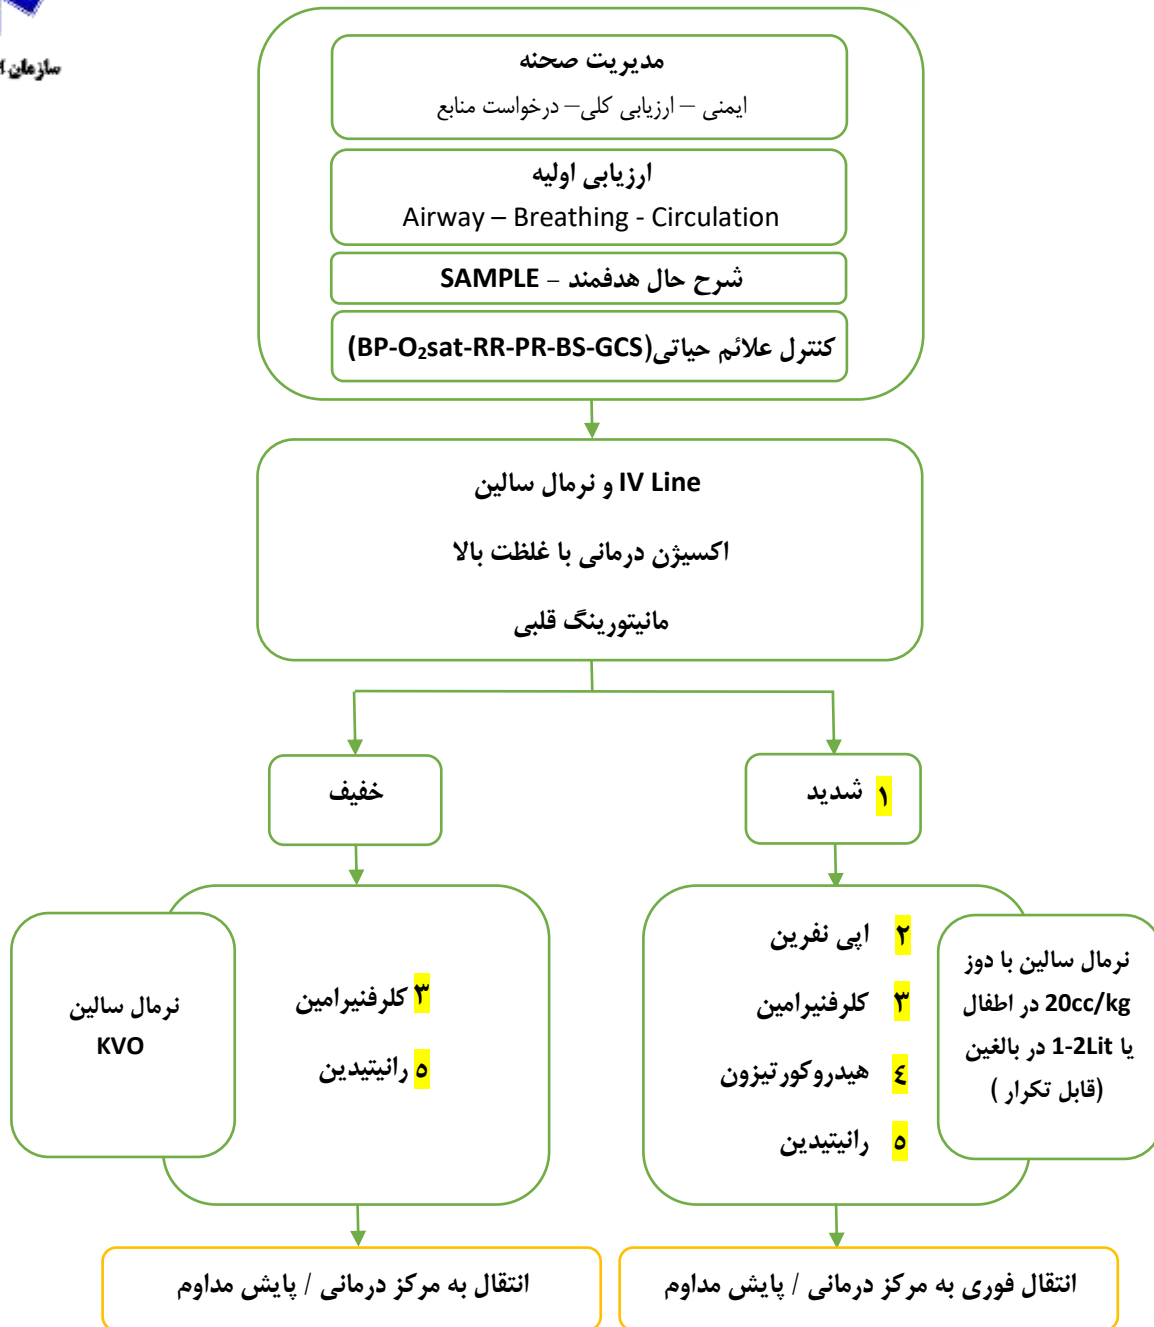 سازمان
مدیریت صحنه
ایمنی – ارزیابی کلی– درخواست منابع
ارزیابی اولیه
Airway – Breathing - Circulation
شرح حال هدفمند – SAMPLE
کنترل علائم حیاتی(BP-O₂sat-RR-PR-BS-GCS)
IV Line و نرمال سالین
اکسیژن درمانی با غلظت بالا
مانیتورینگ قلبی
۱ شدید
خفیف
۲ اپی نفرین
۳ کلرفنیرامین
٤ هیدروکورتیزون
٥ رانیتیدین
نرمال سالین با دوز
20cc/kg در اطفال
یا 1-2Lit در بالغین
(قابل تکرار )
۳ کلرفنیرامین
٥ رانیتیدین
نرمال سالین
KVO
انتقال فوری به مرکز درمانی / پایش مداوم
انتقال به مرکز درمانی / پایش مداوم